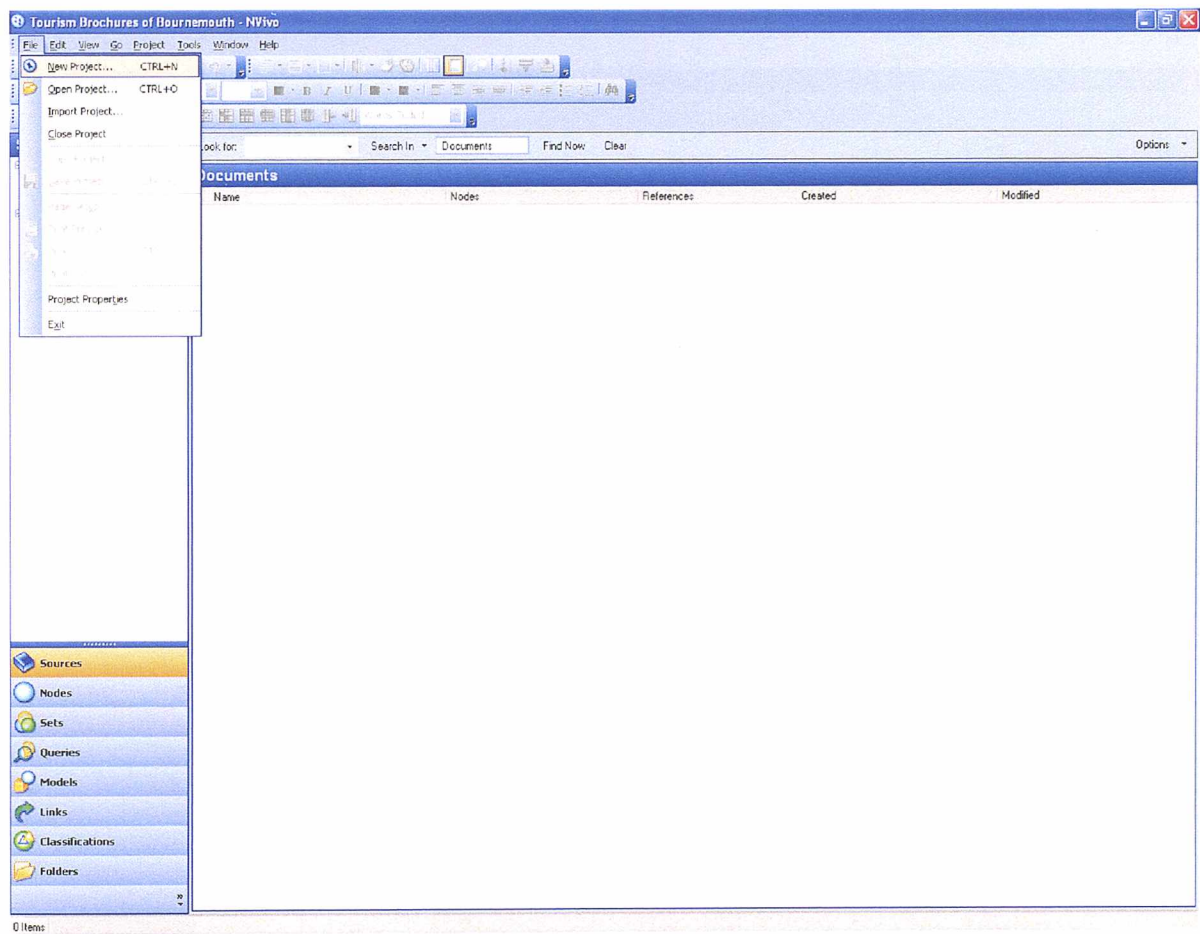 Tourism Brochures of Bournemouth - NVivo
File Edit View Go Project Tools Window Help
New Project... CTRL+N
Open Project... CTRL+O
Import Project...
Close Project
Project Properties
Exit
Look for: Search In Documents Find Now Clear Options
Documents
Name Nodes References Created Modified
Sources
Nodes
Sets
Queries
Models
Links
Classifications
Folders
0 Items